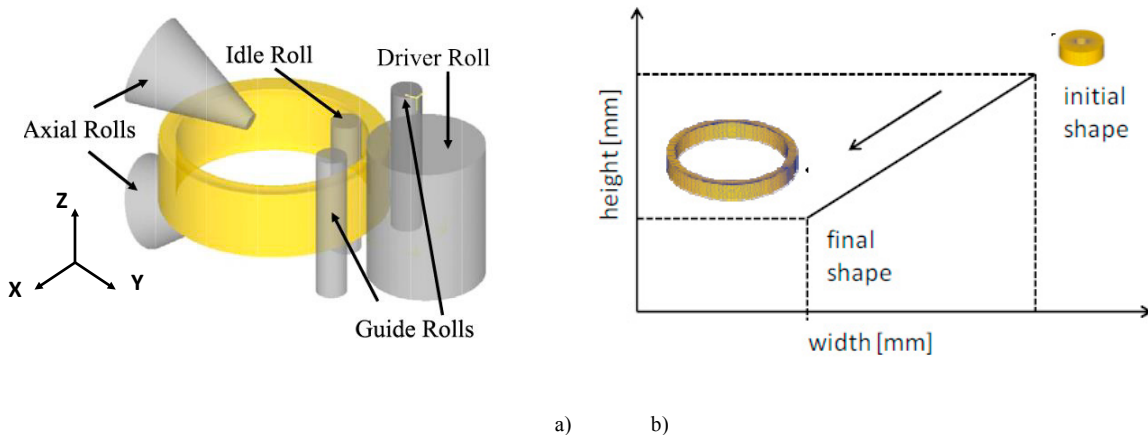 Idle Roll
Driver Roll
Axial Rolls
Z
X
Y
Guide Rolls
height [mm]
initial
shape
final
shape
width [mm]
a)
b)